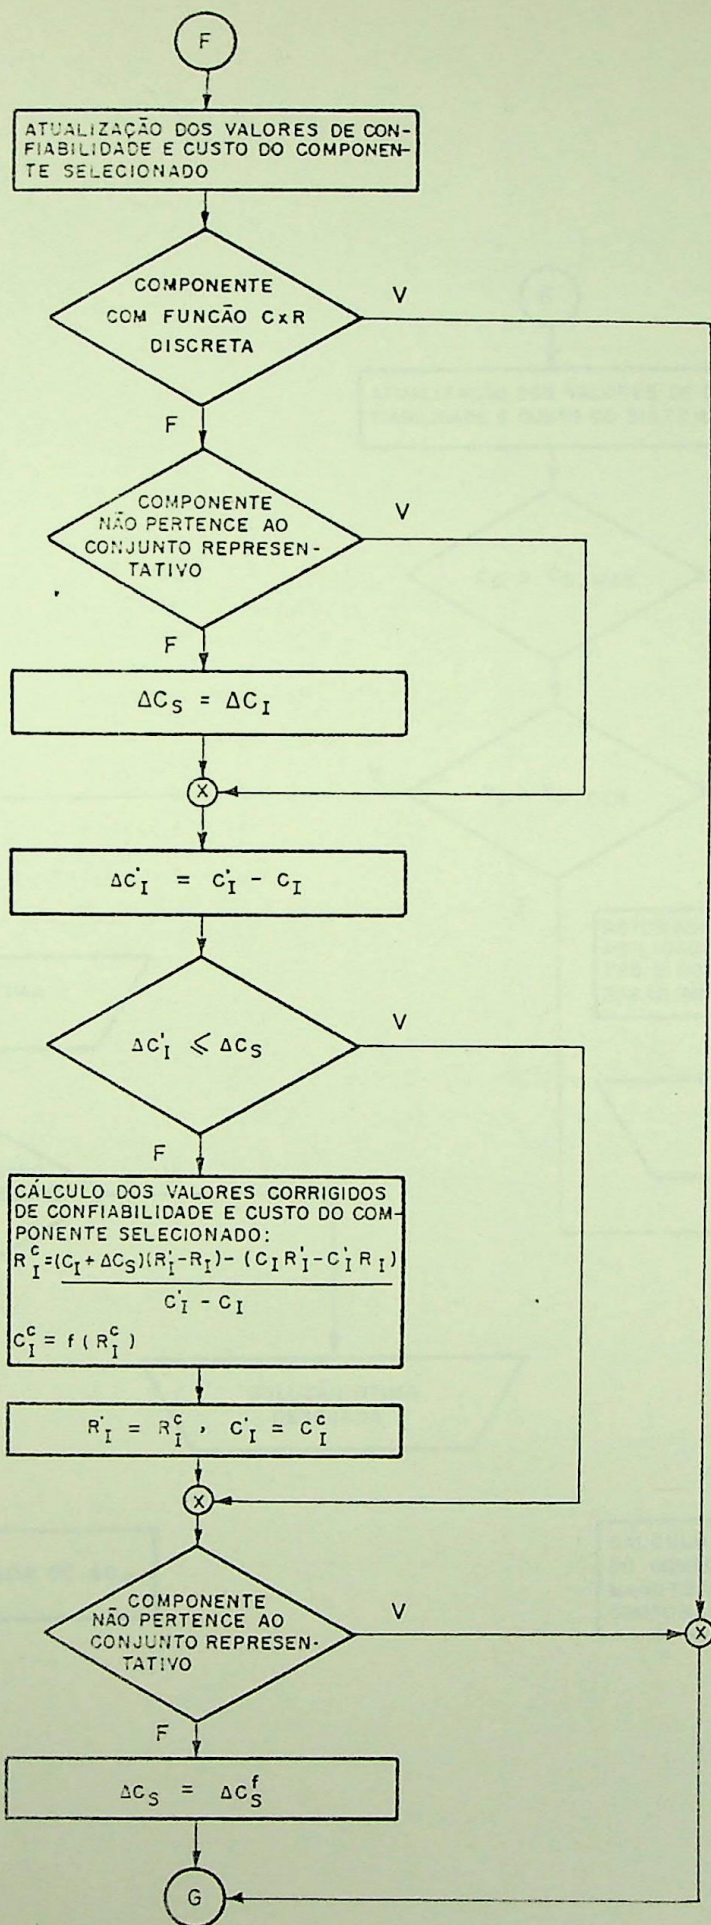 F
ATUALIZAÇÃO DOS VALORES DE CON-
FIABILIDADE E CUSTO DO COMPONEN-
TE SELECIONADO
COMPONENTE
COM FUNCÃO CxR
DISCRETA
V
F
COMPONENTE
NÃO PERTENCE AO
CONJUNTO REPRESEN-
TATIVO
V
F
ΔC_S = ΔC_I
X
ΔC'_I = C'_I - C_I
ΔC'_I ⩽ ΔC_S
V
F
CÁLCULO DOS VALORES CORRIGIDOS
DE CONFIABILIDADE E CUSTO DO COM-
PONENTE SELECIONADO:
R^C_I=(C_I+ΔC_S)(R'_I-R_I)-(C_I R'_I-C'_I R_I)
C'_I - C_I
C^C_I = f(R^C_I)
R'_I = R^C_I, C'_I = C^C_I
X
COMPONENTE
NÃO PERTENCE AO
CONJUNTO REPRESEN-
TATIVO
V
X
F
ΔC_S = ΔC^f_S
G